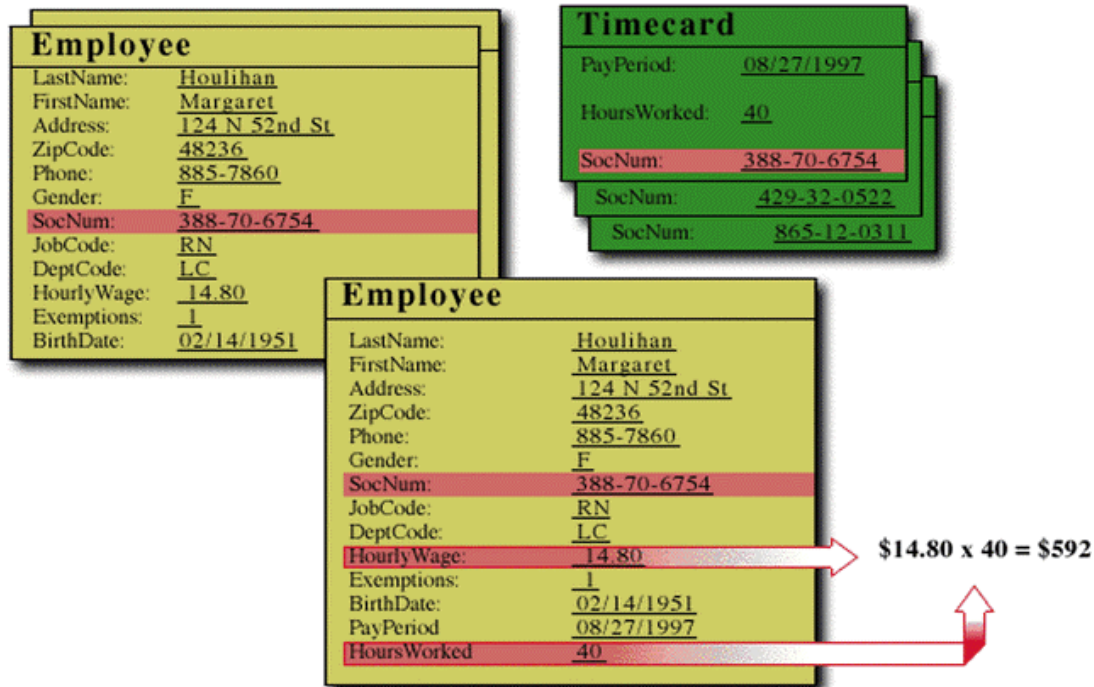 Employee
LastName: Houlihan
FirstName: Margaret
Address: 124 N 52nd St
ZipCode: 48236
Phone: 885-7860
Gender: F
SocNum: 388-70-6754
JobCode: RN
DeptCode: LC
HourlyWage: 14.80
Exemptions: 1
BirthDate: 02/14/1951
Timecard
PayPeriod: 08/27/1997
HoursWorked: 40
SocNum: 388-70-6754
SocNum: 429-32-0522
SocNum: 865-12-0311
Employee
LastName: Houlihan
FirstName: Margaret
Address: 124 N 52nd St
ZipCode: 48236
Phone: 885-7860
Gender: F
SocNum: 388-70-6754
JobCode: RN
DeptCode: LC
HourlyWage: 14.80
Exemptions: 1
BirthDate: 02/14/1951
PayPeriod 08/27/1997
HoursWorked 40
$14.80 x 40 = $592